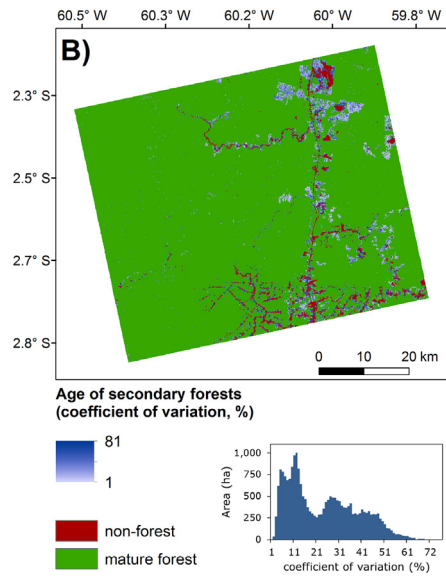 60.5° W 60.3° W 60.2° W 60° W 59.8° W
B)
2.3° S
2.5° S
2.7° S
2.8° S
0 10 20 km
Age of secondary forests
(coefficient of variation, %)
81
1
non-forest
mature forest
Area (ha)
1,000
750
500
250
0
1 11 21 31 41 51 61 72
coefficient of variation (%)